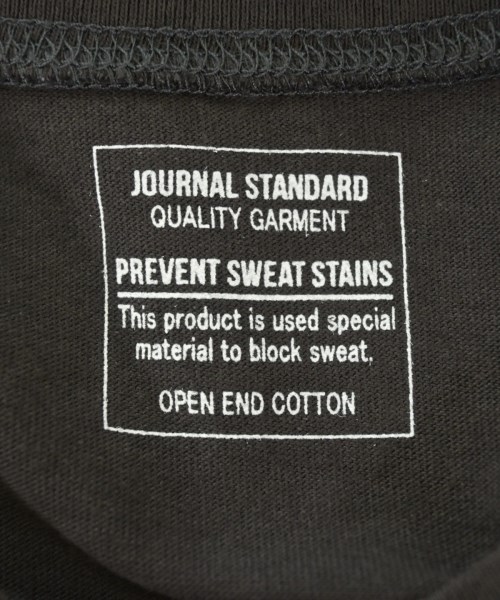 JOURNAL STANDARD
QUALITY GARMENT
PREVENT SWEAT STAINS
This product is used special
material to block sweat.
OPEN END COTTON